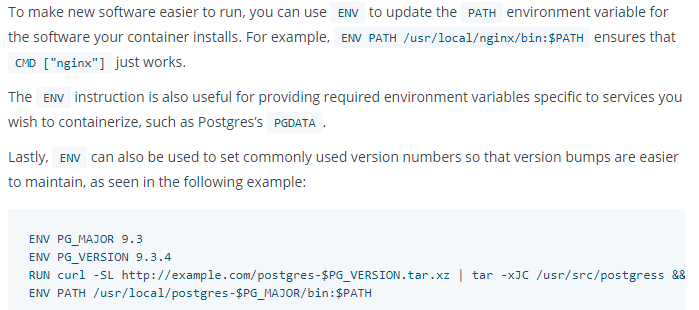 To make new software easier to run, you can use ENV to update the PATH environment variable for
the software your container installs. For example, ENV PATH /usr/local/nginx/bin:$PATH ensures that
CMD ["nginx"] just works.
The ENV instruction is also useful for providing required environment variables specific to services you
wish to containerize, such as Postgres’s PGDATA .
Lastly, ENV can also be used to set commonly used version numbers so that version bumps are easier
to maintain, as seen in the following example:
ENV PG_MAJOR 9.3
ENV PG_VERSION 9.3.4
RUN curl -SL http://example.com/postgres-$PG_VERSION.tar.xz | tar -xJC /usr/src/postgress &&
ENV PATH /usr/local/postgres-$PG_MAJOR/bin:$PATH